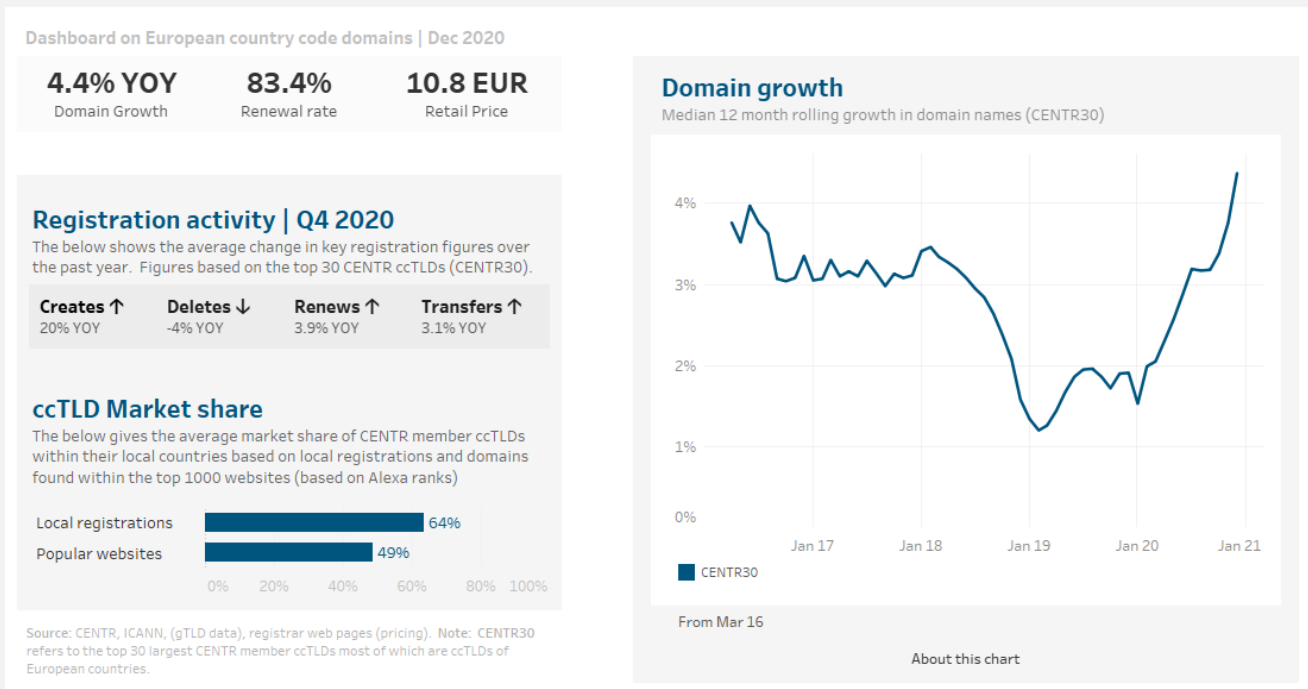 Dashboard on European country code domains | Dec 2020
4.4% YOY
Domain Growth
83.4%
Renewal rate
10.8 EUR
Retail Price
Registration activity | Q4 2020
The below shows the average change in key registration figures over
the past year. Figures based on the top 30 CENTR ccTLDs (CENTR30).
Creates ↑
20% YOY
Deletes ↓
-4% YOY
Renews ↑
3.9% YOY
Transfers ↑
3.1% YOY
ccTLD Market share
The below gives the average market share of CENTR member ccTLDs
within their local countries based on local registrations and domains
found within the top 1000 websites (based on Alexa ranks)
Local registrations 64%
Popular websites 49%
0% 20% 40% 60% 80% 100%
Source: CENTR, ICANN, (gTLD data), registrar web pages (pricing). Note: CENTR30
refers to the top 30 largest CENTR member ccTLDs most of which are ccTLDs of
European countries.
Domain growth
Median 12 month rolling growth in domain names (CENTR30)
4%
3%
2%
1%
0%
Jan 17 Jan 18 Jan 19 Jan 20 Jan 21
CENTR30
From Mar 16
About this chart